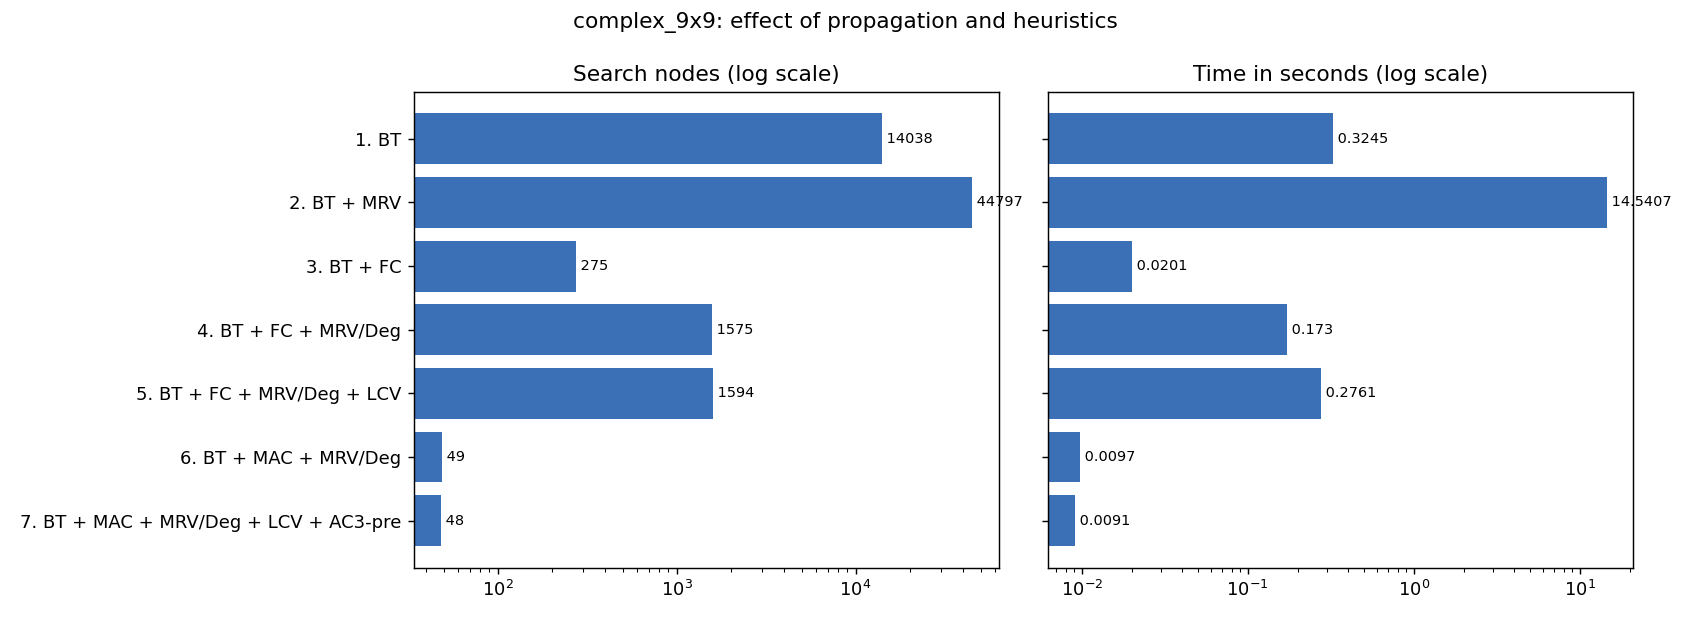 complex_9x9: effect of propagation and heuristics
Search nodes (log scale)
1. BT
14038
2. BT + MRV
44797
3. BT + FC
275
4. BT + FC + MRV/Deg
1575
5. BT + FC + MRV/Deg + LCV
1594
6. BT + MAC + MRV/Deg
49
7. BT + MAC + MRV/Deg + LCV + AC3-pre
48
10² 10³ 10⁴
Time in seconds (log scale)
0.3245
14.5407
0.0201
0.173
0.2761
0.0097
0.0091
10⁻² 10⁻¹ 10⁰ 10¹